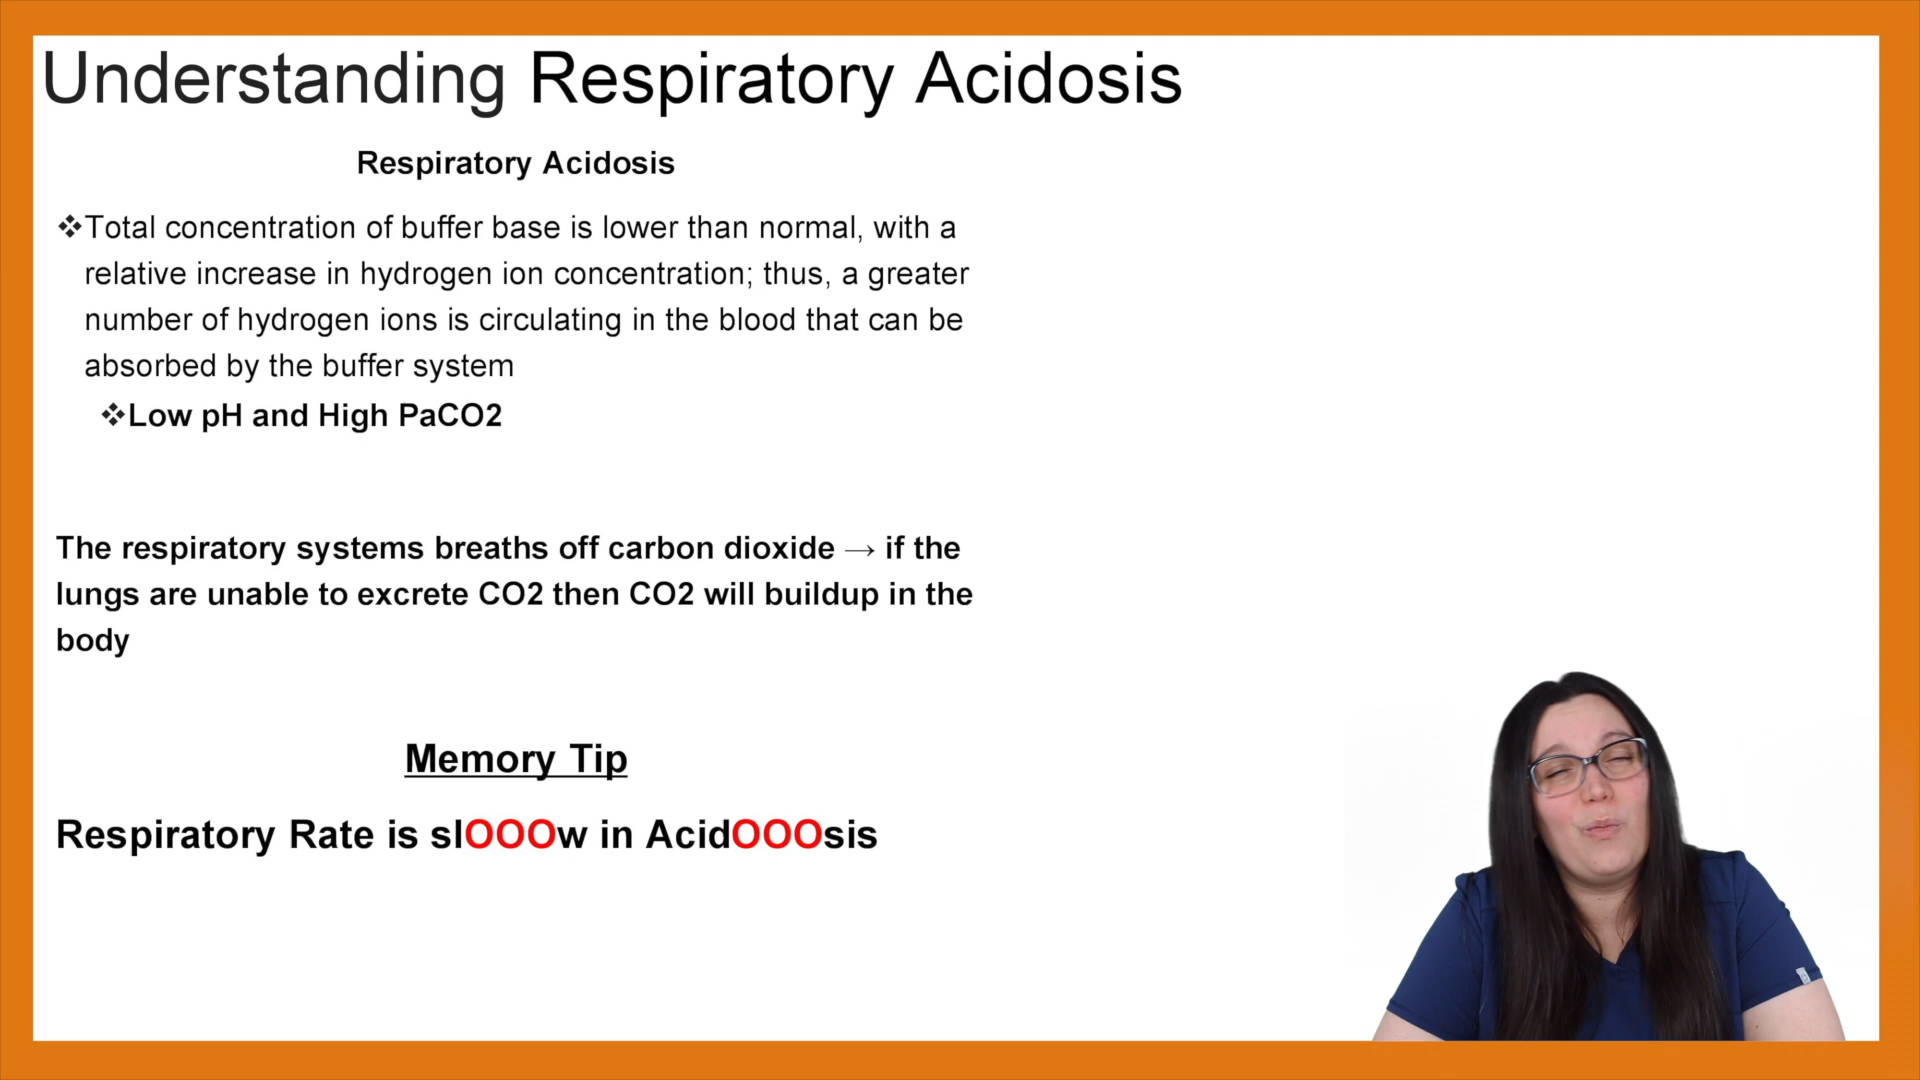 Understanding Respiratory Acidosis
Respiratory Acidosis
❖Total concentration of buffer base is lower than normal, with a
relative increase in hydrogen ion concentration; thus, a greater
number of hydrogen ions is circulating in the blood that can be
absorbed by the buffer system
❖Low pH and High PaCO2
The respiratory systems breaths off carbon dioxide → if the
lungs are unable to excrete CO2 then CO2 will buildup in the
body
Memory Tip
Respiratory Rate is slOOOw in AcidOOOsis